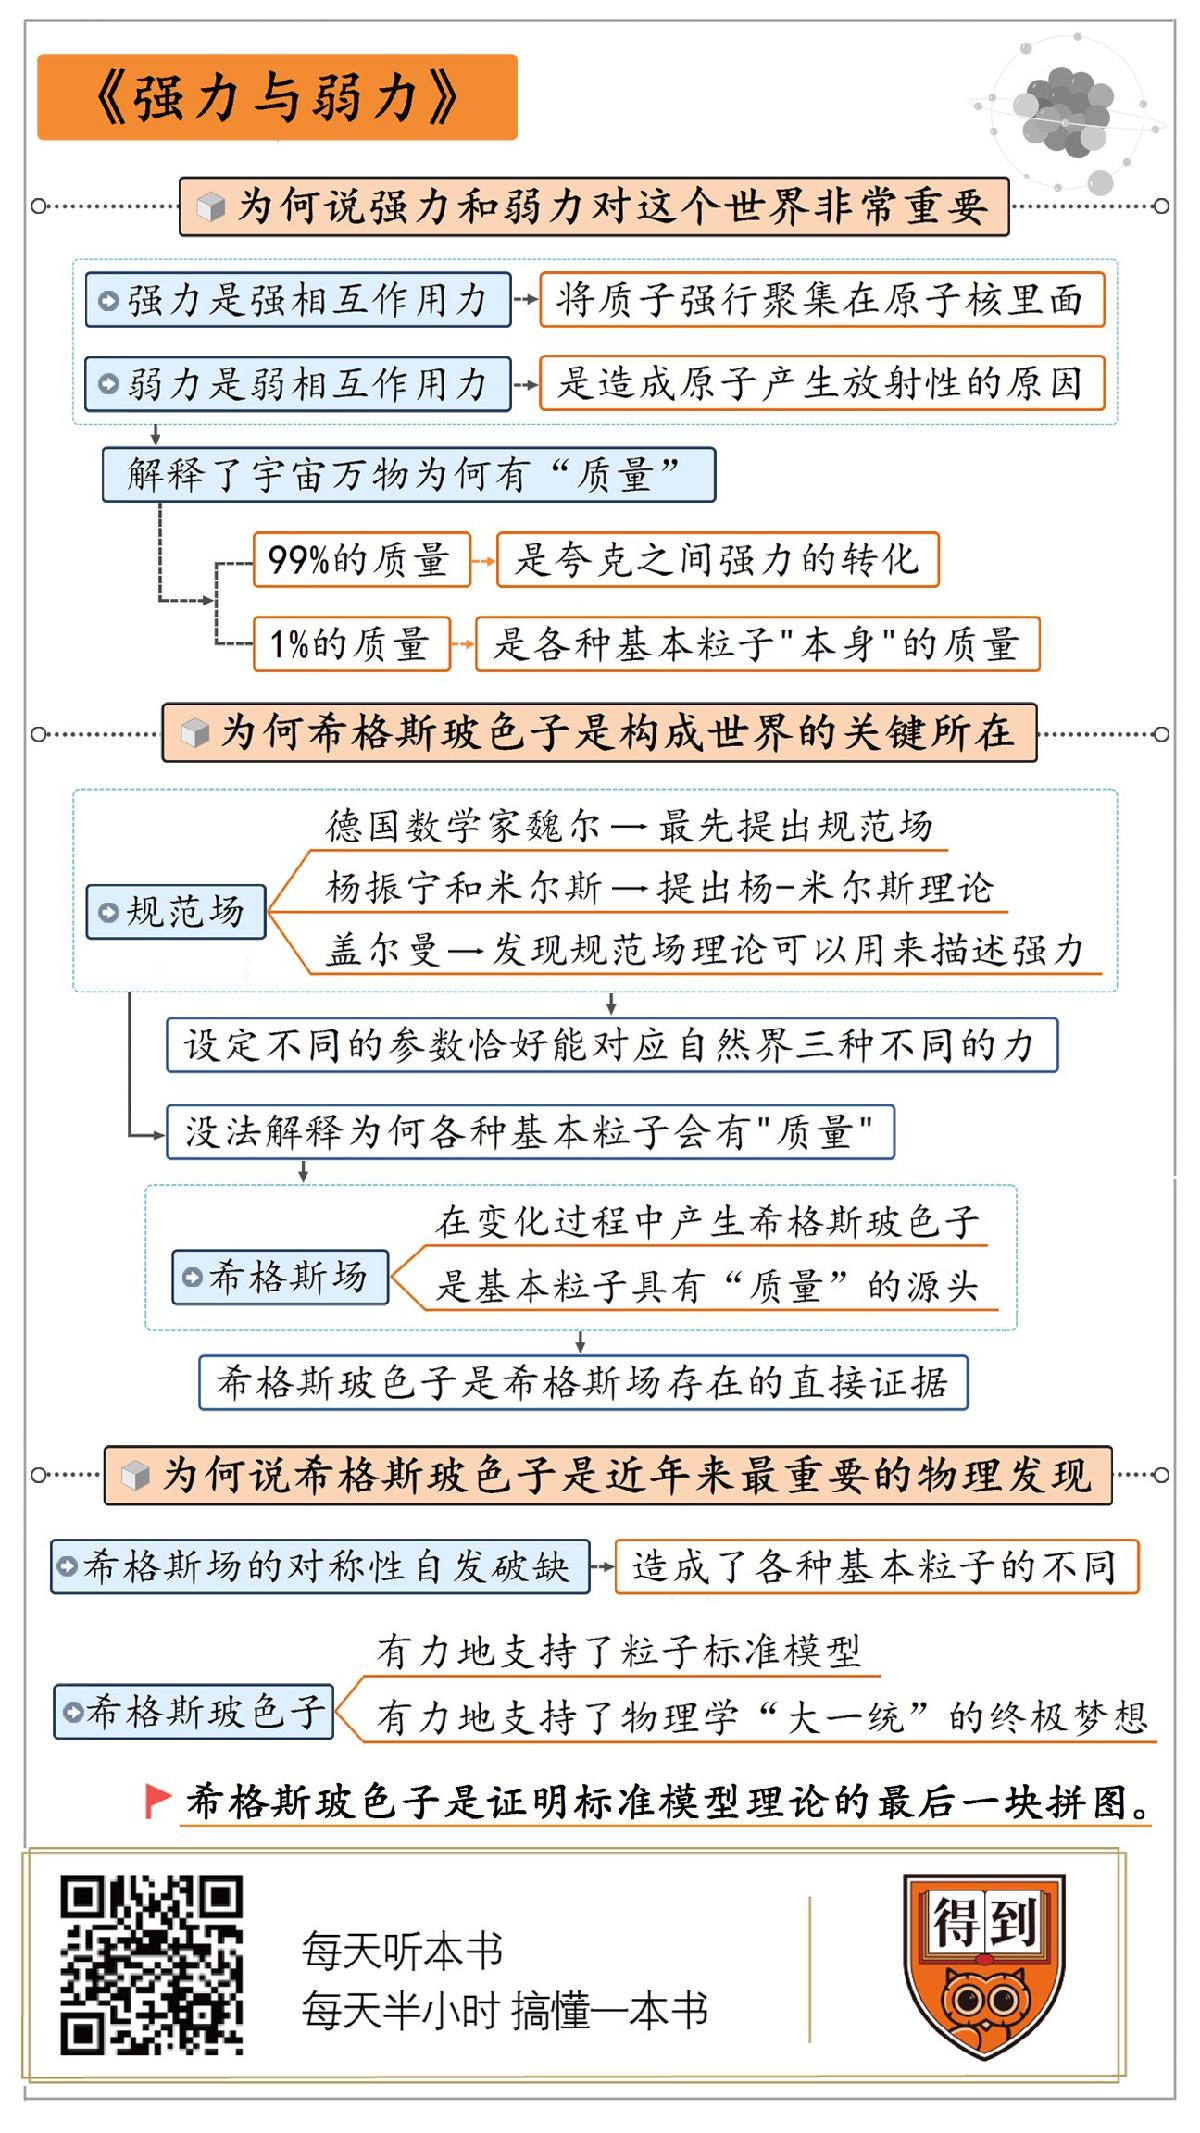 《强力与弱力》
为何说强力和弱力对这个世界非常重要
强力是强相互作用力
将质子强行聚集在原子核里面
弱力是弱相互作用力
是造成原子产生放射性的原因
解释了宇宙万物为何有“质量”
99%的质量
是夸克之间强力的转化
1%的质量
是各种基本粒子"本身"的质量
为何希格斯玻色子是构成世界的关键所在
规范场
德国数学家魏尔→最先提出规范场
杨振宁和米尔斯→提出杨-米尔斯理论
盖尔曼→发现规范场理论可以用来描述强力
设定不同的参数恰好能对应自然界三种不同的力
没法解释为何各种基本粒子会有"质量"
希格斯场
在变化过程中产生希格斯玻色子
是基本粒子具有“质量”的源头
希格斯玻色子是希格斯场存在的直接证据
为何说希格斯玻色子是近年来最重要的物理发现
希格斯场的对称性自发破缺
造成了各种基本粒子的不同
希格斯玻色子
有力地支持了粒子标准模型
有力地支持了物理学“大一统”的终极梦想
希格斯玻色子是证明标准模型理论的最后一块拼图。
每天听本书
每天半小时 搞懂一本书
得到